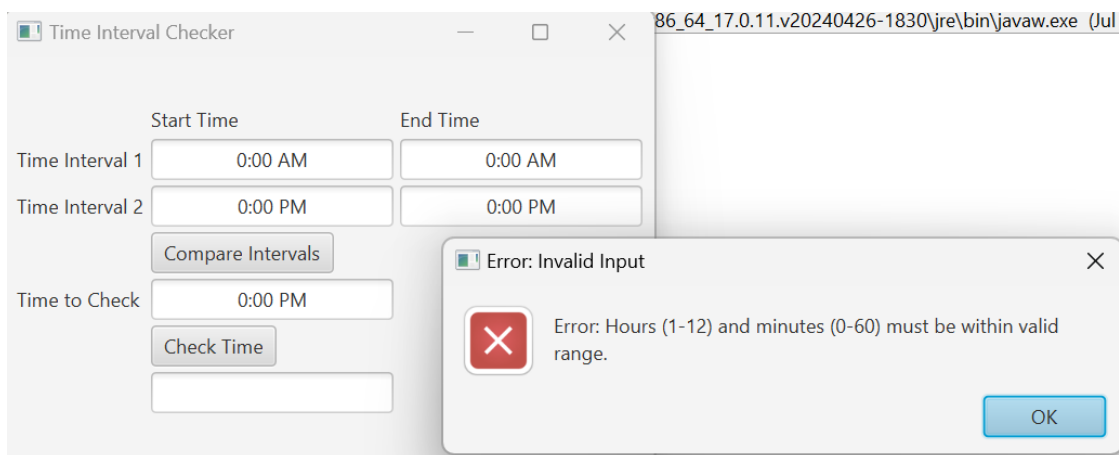 86_64_17.0.11.v20240426-1830\jre\bin\javaw.exe (Jul
Time Interval Checker
Start Time End Time
Time Interval 1 0:00 AM 0:00 AM
Time Interval 2 0:00 PM 0:00 PM
Compare Intervals
Error: Invalid Input
Time to Check 0:00 PM
Error: Hours (1-12) and minutes (0-60) must be within valid
range.
Check Time
OK